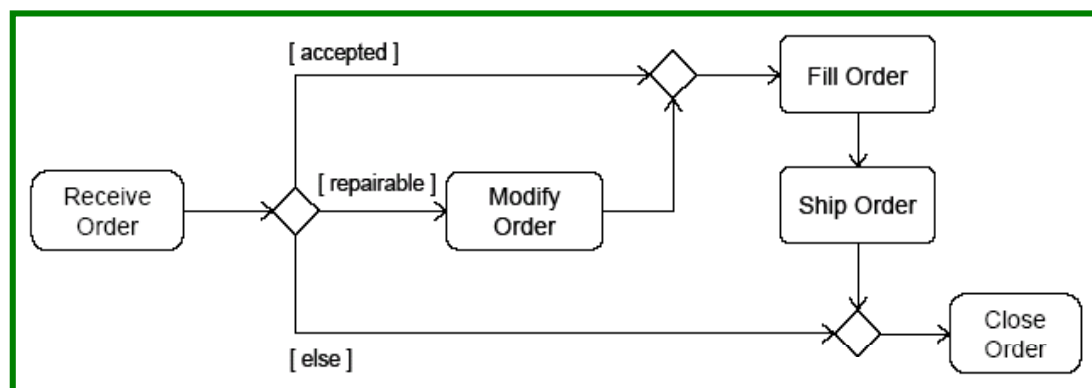 [ accepted ]
Fill Order
[ repairable ]
Receive
Order
Modify
Order
Ship Order
[ else ]
Close
Order